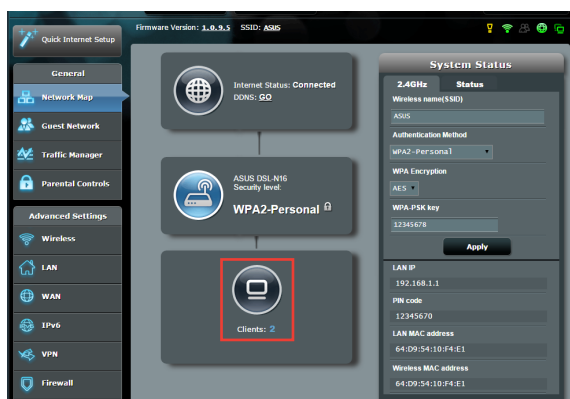 Quick Internet Setup
General
Network Map
Guest Network
Traffic Manager
Parental Controls
Advanced Settings
Wireless
LAN
WAN
IPv6
VPN
Firewall
Firmware Version: 1.0.9.5 SSID: ASUS
Internet Status: Connected
DDNS: GO
ASUS DSL-N16
Security level:
WPA2-Personal
Clients: 2
System Status
2.4GHz Status
Wireless name(SSID)
ASUS
Authentication Method
WPA2-Personal
WPA Encryption
AES
WPA-PSK key
12345678
Apply
LAN IP
192.168.1.1
PIN code
12345670
LAN MAC address
64:D9:54:10:F4:E1
Wireless MAC address
64:D9:54:10:F4:E1